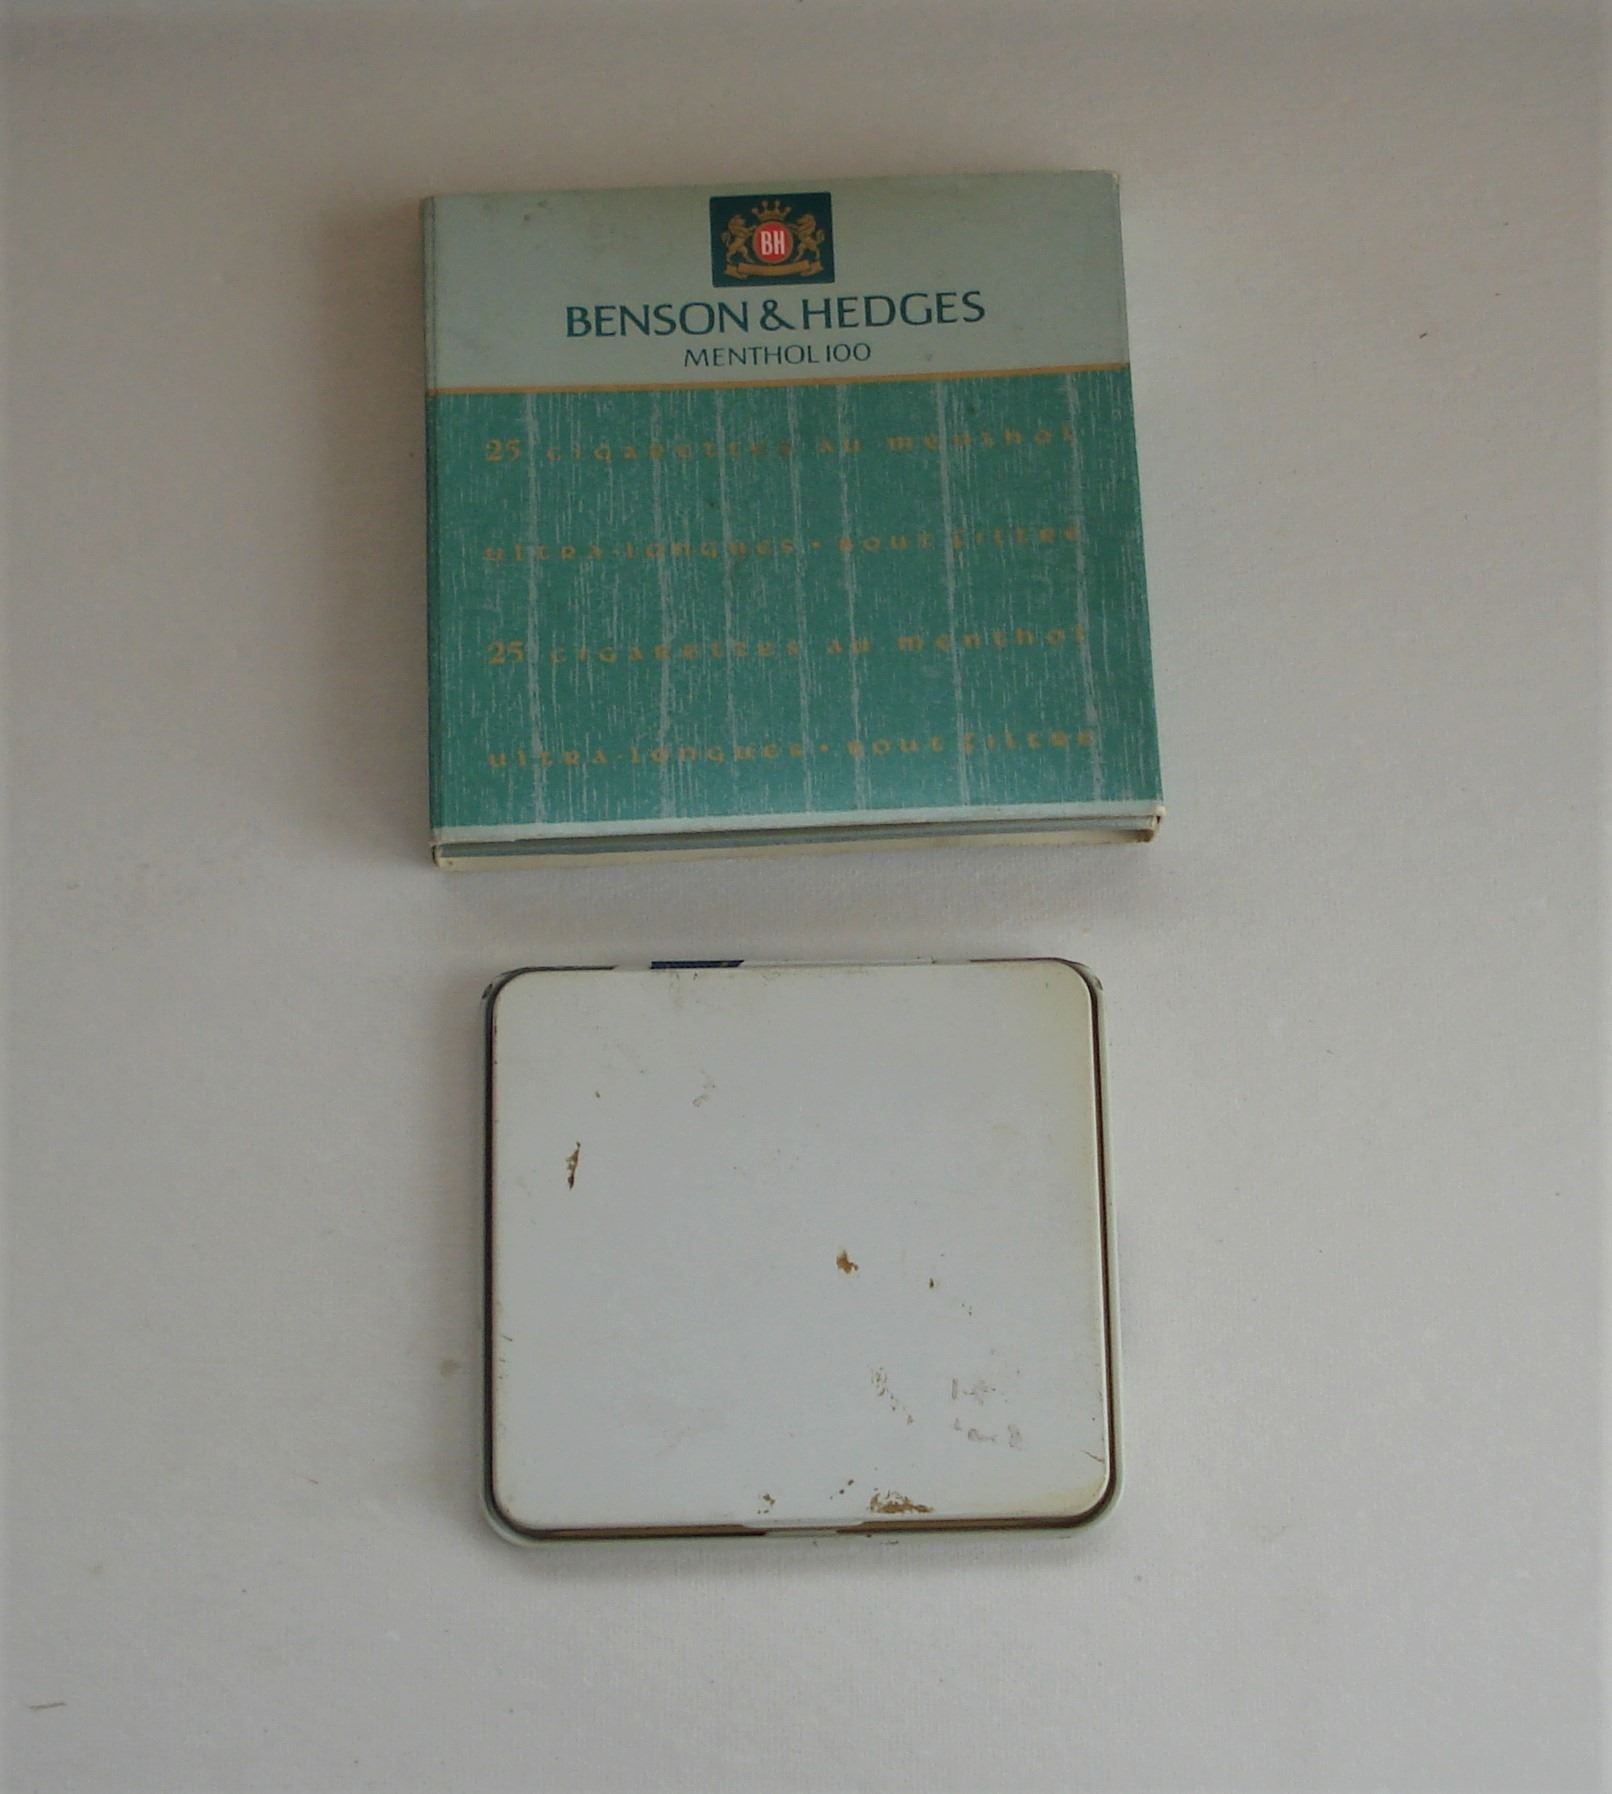 BH
BENSON & HEDGES
MENTHOL 100
25 cigarettes au menthol
ultra-longues • bout filtre
25 cigarettes au menthol
ultra-longues • bout filtre